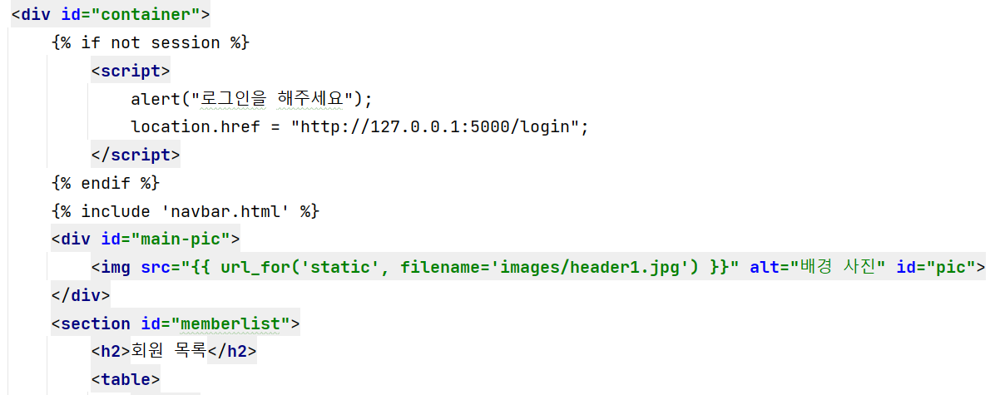 <div id="container">
{% if not session %}
<script>
alert("로그인을 해주세요");
location.href = "http://127.0.0.1:5000/login";
</script>
{% endif %}
{% include 'navbar.html' %}
<div id="main-pic">
<img src="{{ url_for('static', filename='images/header1.jpg') }}" alt="배경 사진" id="pic">
</div>
<section id="memberlist">
<h2>회원 목록</h2>
<table>